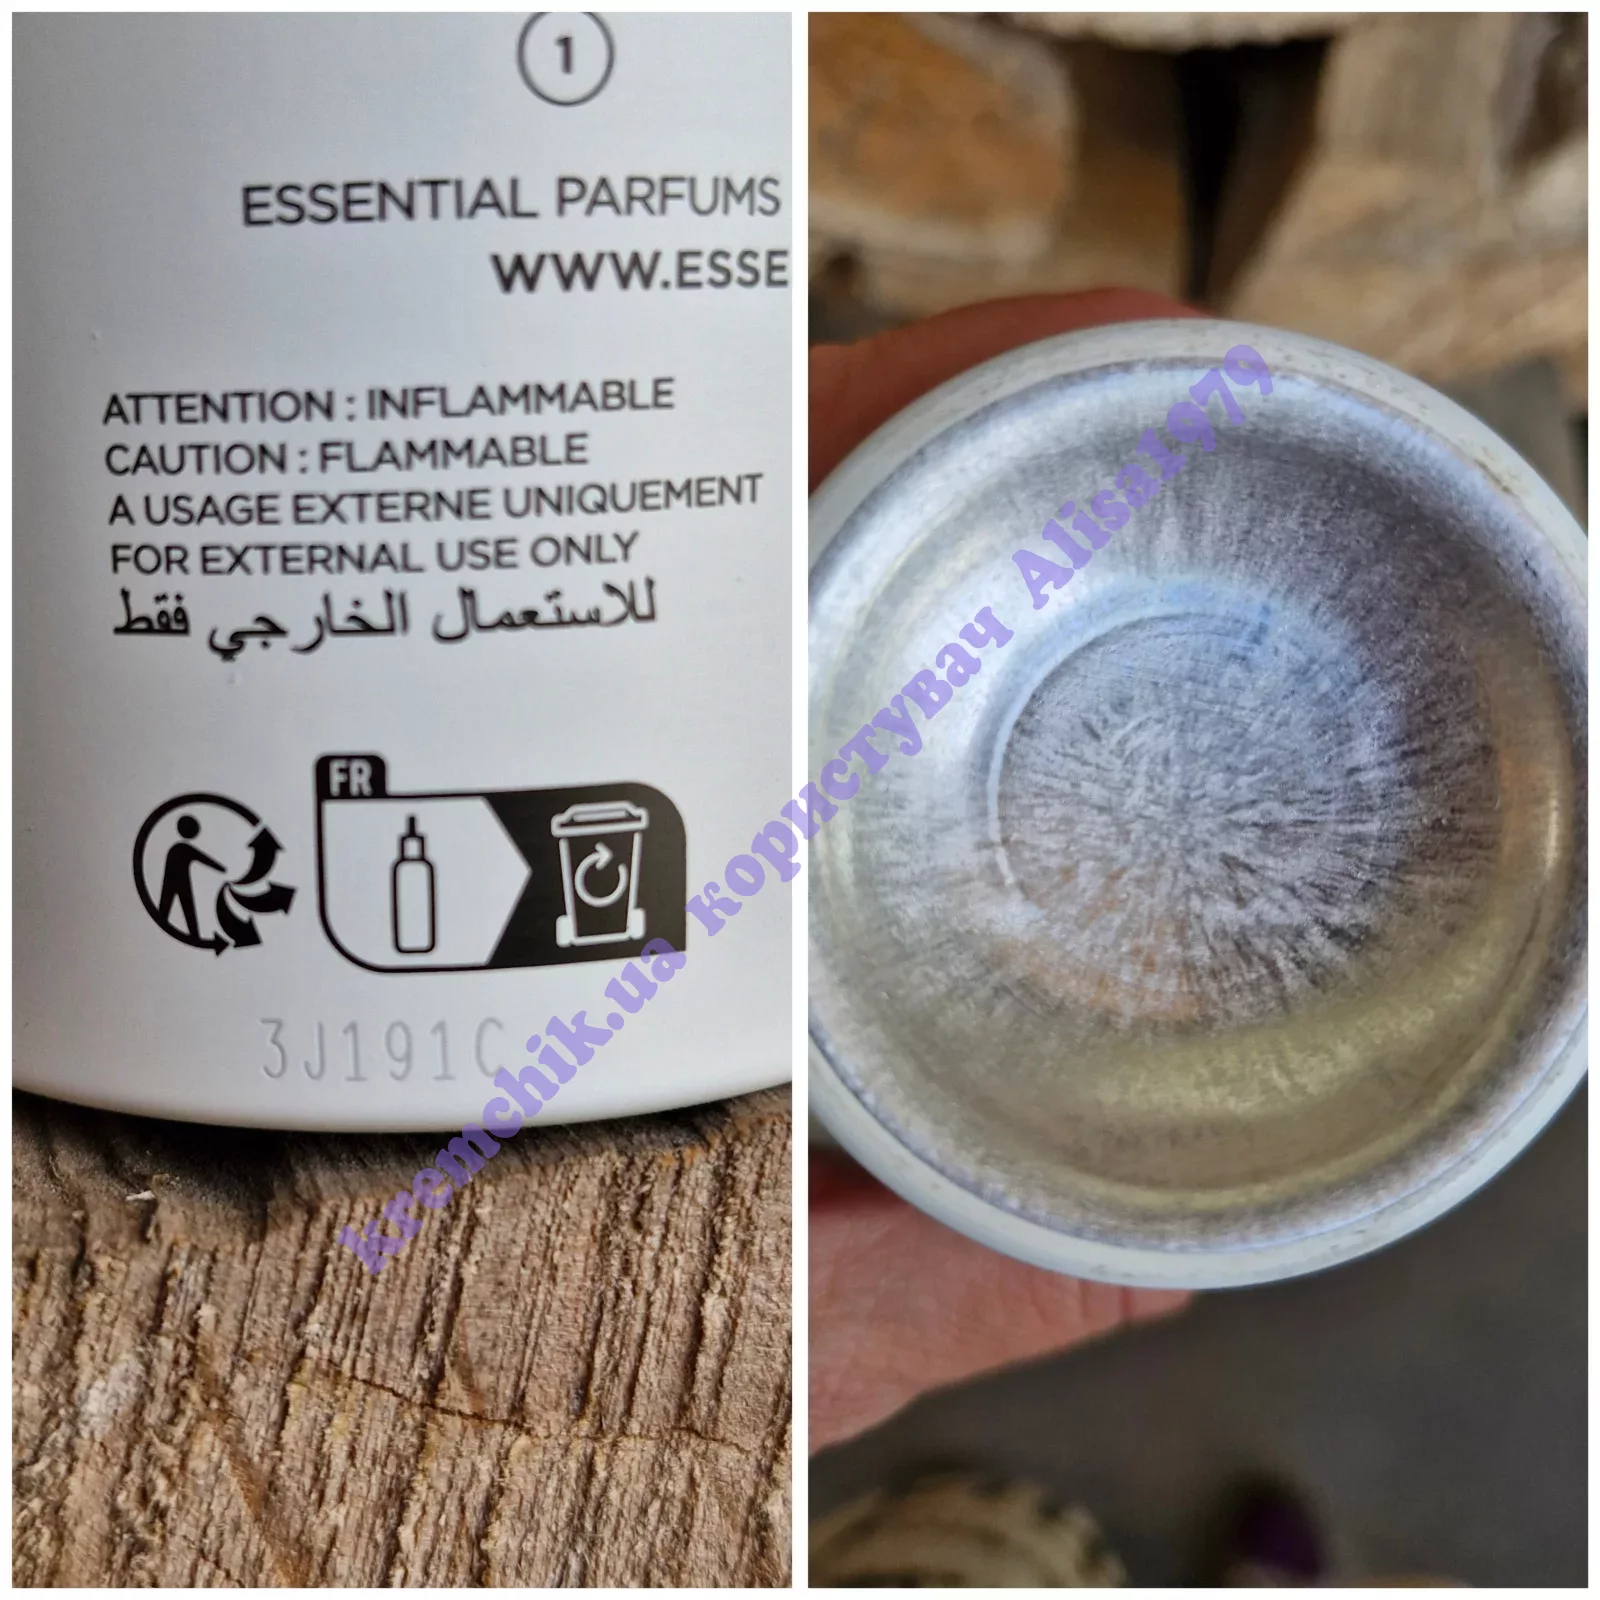 1
ESSENTIAL PARFUMS
WWW.ESSE
ATTENTION : INFLAMMABLE
CAUTION : FLAMMABLE
A USAGE EXTERNE UNIQUEMENT
FOR EXTERNAL USE ONLY
للاستعمال الخارجي فقط
FR
3J191C
kremchik.ua користувач Alisa1979